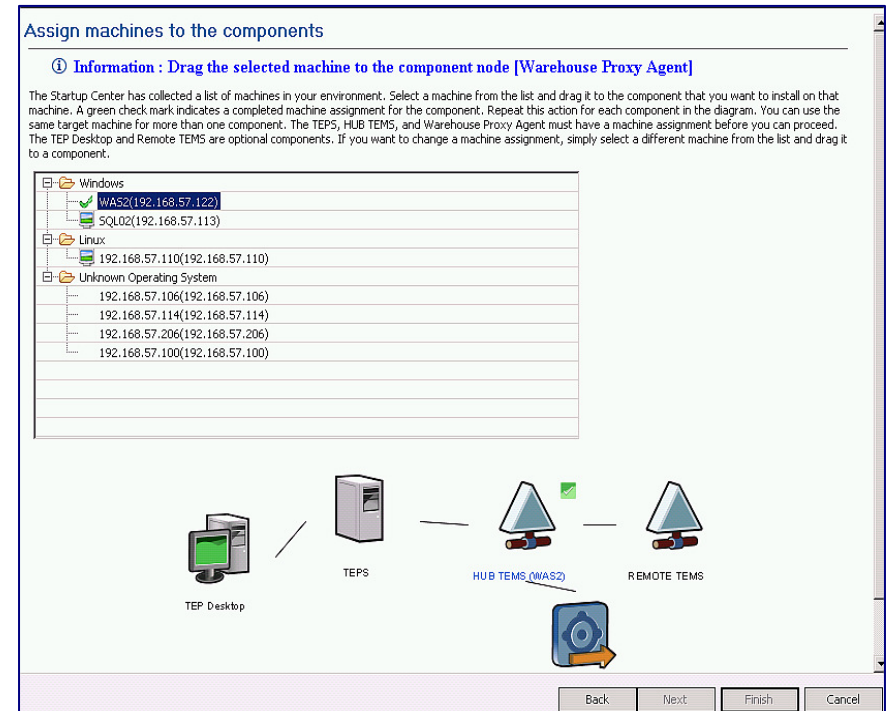 Assign machines to the components
Information : Drag the selected machine to the component node [Warehouse Proxy Agent]
The Startup Center has collected a list of machines in your environment. Select a machine from the list and drag it to the component that you want to install on that
machine. A green check mark indicates a completed machine assignment for the component. Repeat this action for each component in the diagram. You can use the
same target machine for more than one component. The TEPS, HUB TEMS, and Warehouse Proxy Agent must have a machine assignment before you can proceed.
The TEP Desktop and Remote TEMS are optional components. If you want to change a machine assignment, simply select a different machine from the list and drag it
to a component.
Windows
WAS2(192.168.57.122)
SQL02(192.168.57.113)
Linux
192.168.57.110(192.168.57.110)
Unknown Operating System
192.168.57.106(192.168.57.106)
192.168.57.114(192.168.57.114)
192.168.57.206(192.168.57.206)
192.168.57.100(192.168.57.100)
TEPS
HUB TEMS (WAS2)
REMOTE TEMS
TEP Desktop
Back
Next
Finish
Cancel